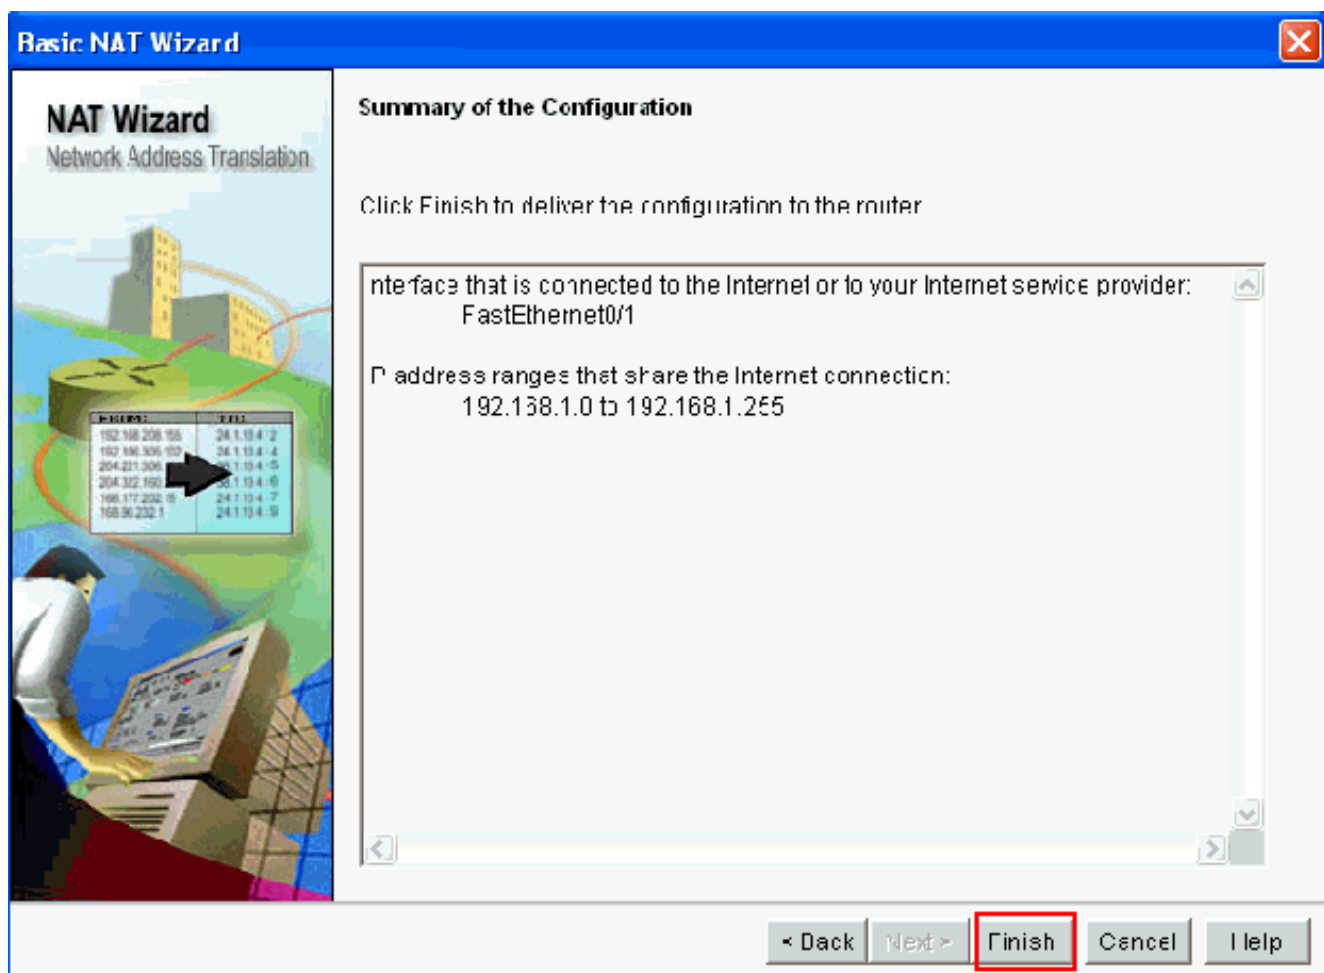 Basic NAT Wizard
NAT Wizard
Network Address Translation
Summary of the Configuration
Click Finish to deliver the configuration to the router
Interface that is connected to the Internet or to your Internet service provider:
FastEthernet0/1
IP address ranges that share the Internet connection:
192.168.1.0 to 192.168.1.255
< Back
Next >
Finish
Cancel
Help